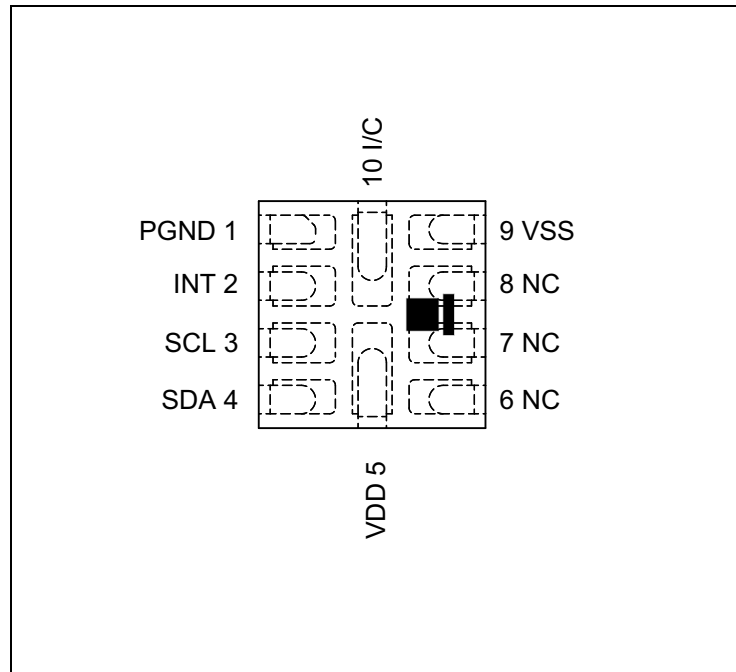 10 I/C
PGND 1
9 VSS
INT 2
8 NC
SCL 3
7 NC
SDA 4
6 NC
VDD 5